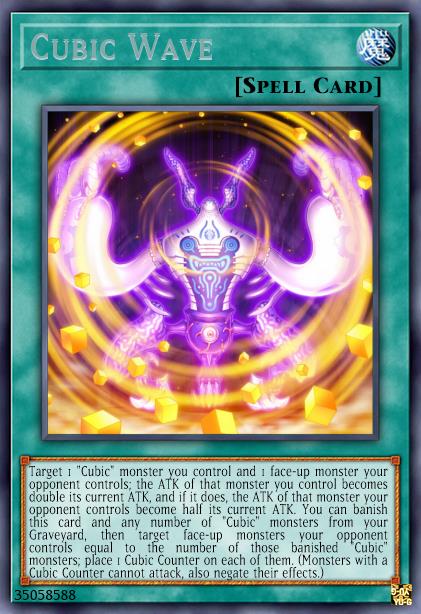 Cubic Wave
魔
[Spell Card]
Target 1 "Cubic" monster you control and 1 face-up monster your
opponent controls; the ATK of that monster you control becomes
double its current ATK, and if it does, the ATK of that monster your
opponent controls become half its current ATK. You can banish
this card and any number of "Cubic" monsters from your
Graveyard, then target face-up monsters your opponent
controls equal to the number of those banished "Cubic"
monsters; place 1 Cubic Counter on each of them. (Monsters with a
Cubic Counter cannot attack, also negate their effects.)
35058588